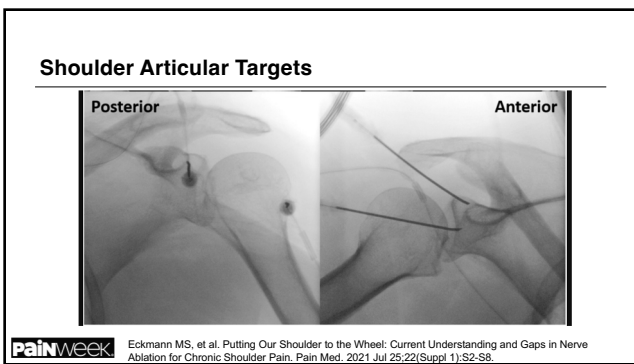 Shoulder Articular Targets
Posterior
Anterior
PAINWEEK.
Eckmann MS, et al. Putting Our Shoulder to the Wheel: Current Understanding and Gaps in Nerve
Ablation for Chronic Shoulder Pain. Pain Med. 2021 Jul 25;22(Suppl 1):S2-S8.